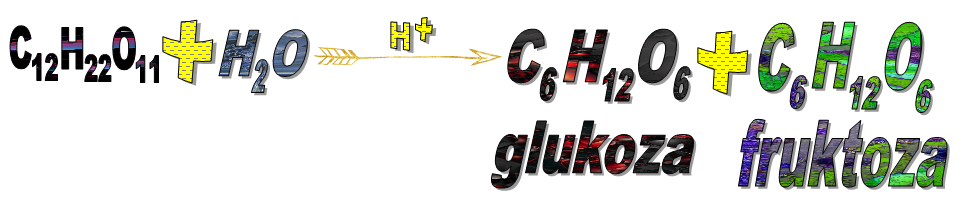 C12H22O11 + H2O H+ C6H12O6 + C6H12O6
glukoza fruktoza